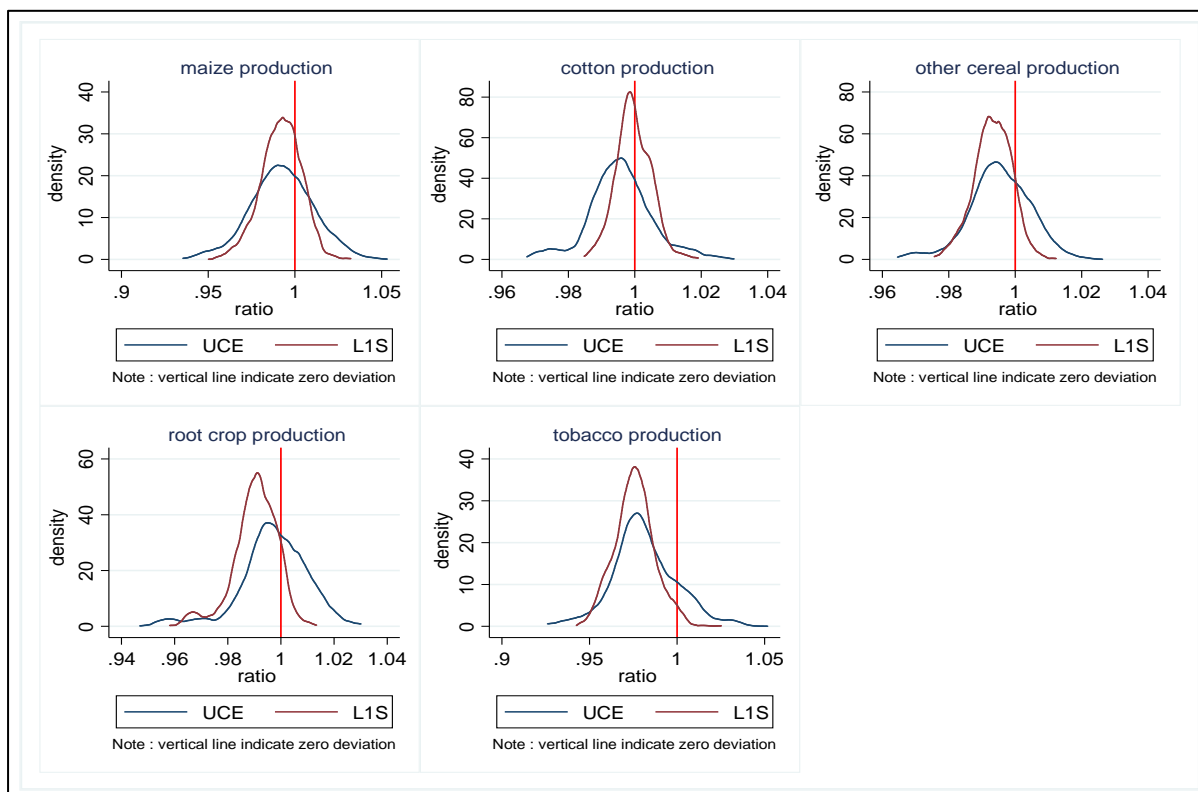 maize production
40
30
20
10
0
density
.9
.95
1
1.05
ratio
UCE
L1S
Note : vertical line indicate zero deviation
cotton production
80
60
40
20
0
density
.96
.98
1
1.02
1.04
ratio
UCE
L1S
Note : vertical line indicate zero deviation
other cereal production
80
60
40
20
0
density
.96
.98
1
1.02
1.04
ratio
UCE
L1S
Note : vertical line indicate zero deviation
root crop production
60
40
20
0
density
.94
.96
.98
1
1.02
1.04
ratio
UCE
L1S
Note : vertical line indicate zero deviation
tobacco production
40
30
20
10
0
density
.9
.95
1
1.05
ratio
UCE
L1S
Note : vertical line indicate zero deviation